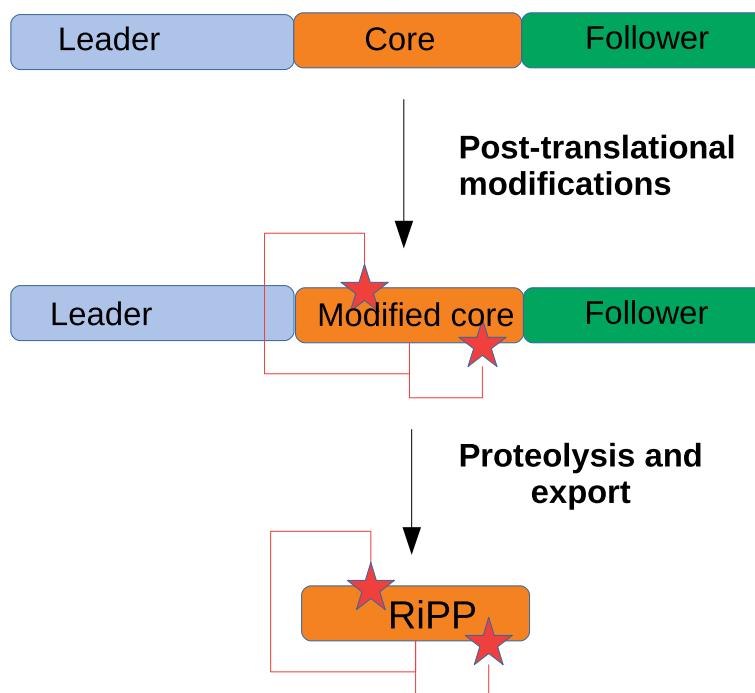 Leader Core Follower
Post-translational
modifications
Leader Modified core Follower
Proteolysis and
export
RiPP